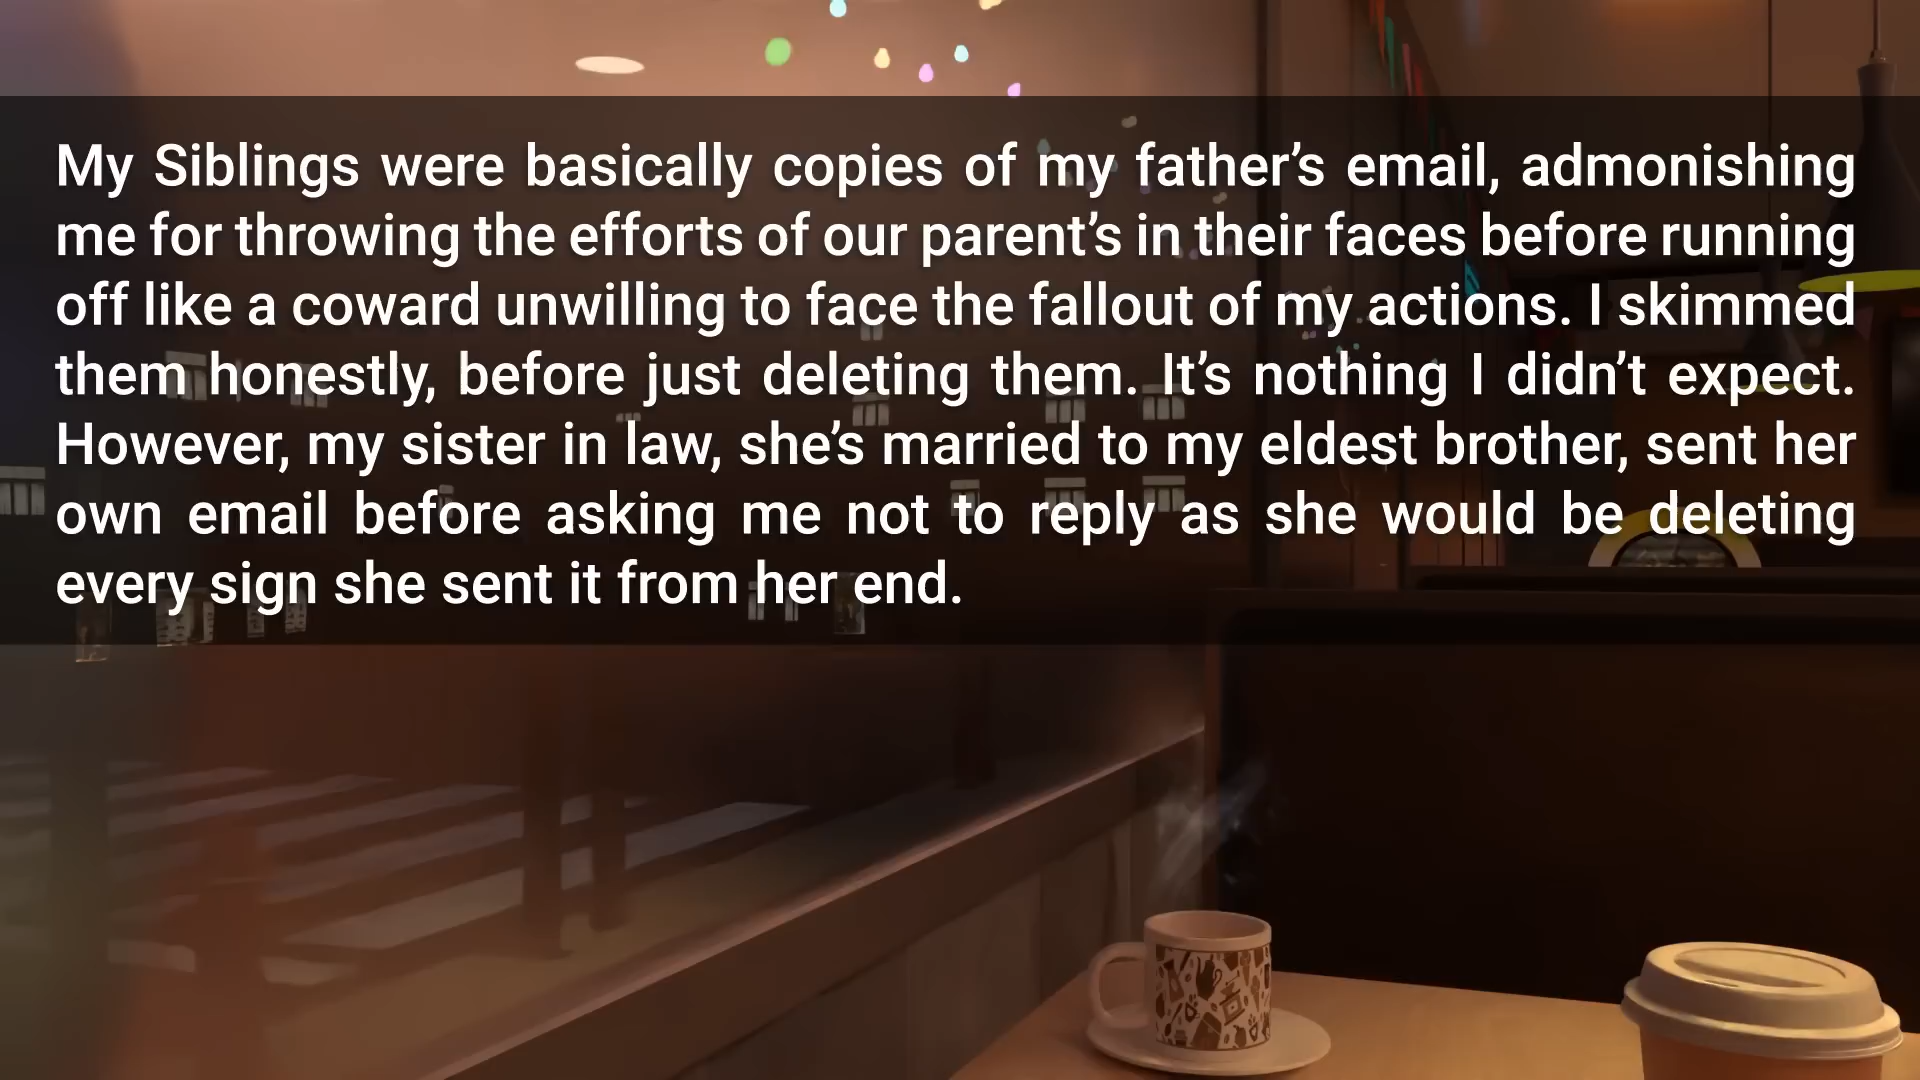 My Siblings were basically copies of my father’s email, admonishing
me for throwing the efforts of our parent’s in their faces before running
off like a coward unwilling to face the fallout of my actions. I skimmed
them honestly, before just deleting them. It’s nothing I didn’t expect.
However, my sister in law, she’s married to my eldest brother, sent her
own email before asking me not to reply as she would be deleting
every sign she sent it from her end.